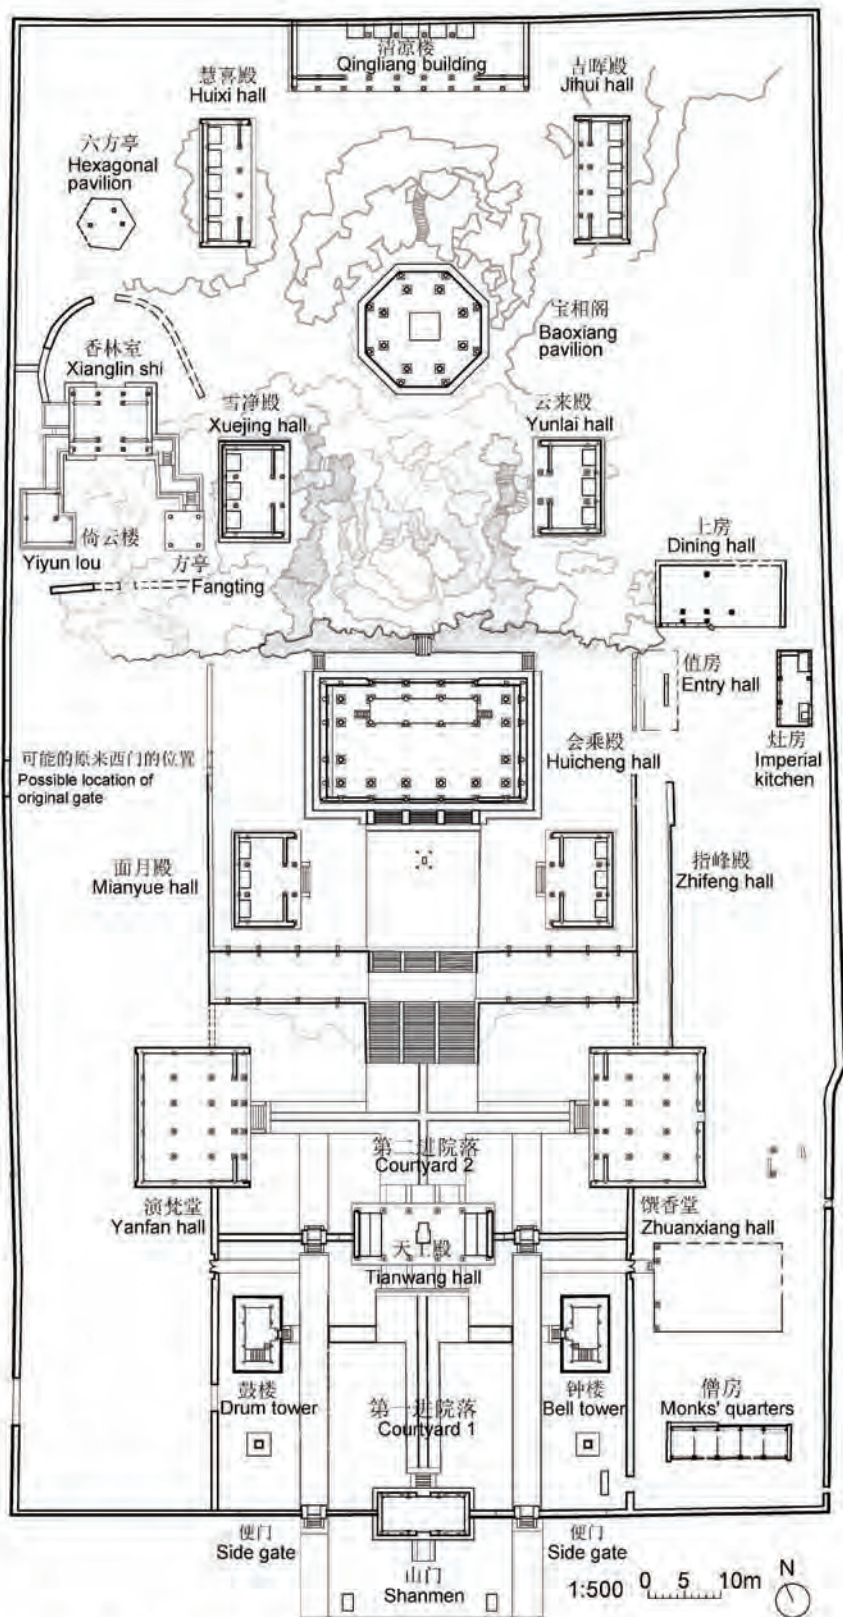 清凉楼
Qingliang building
慧喜殿
Huixi hall
吉晖殿
Jihui hall
六方亭
Hexagonal
pavilion
宝相阁
Baoxiang
pavilion
香林室
Xianglin shi
雪净殿
Xuejing hall
云来殿
Yunlai hall
倚云楼
Yiyun lou
方亭
Fangting
上房
Dining hall
值房
Entry hall
灶房
Imperial
kitchen
会乘殿
Huicheng hall
可能的原来西门的位置
Possible location of
original gate
面月殿
Mianyue hall
指峰殿
Zhifeng hall
第二进院落
Courtyard 2
演梵堂
Yanfan hall
馔香堂
Zhuanxiang hall
天王殿
Tianwang hall
鼓楼
Drum tower
第一进院落
Courtyard 1
钟楼
Bell tower
僧房
Monks' quarters
便门
Side gate
便门
Side gate
山门
Shanmen
1:500 0 5 10m
N